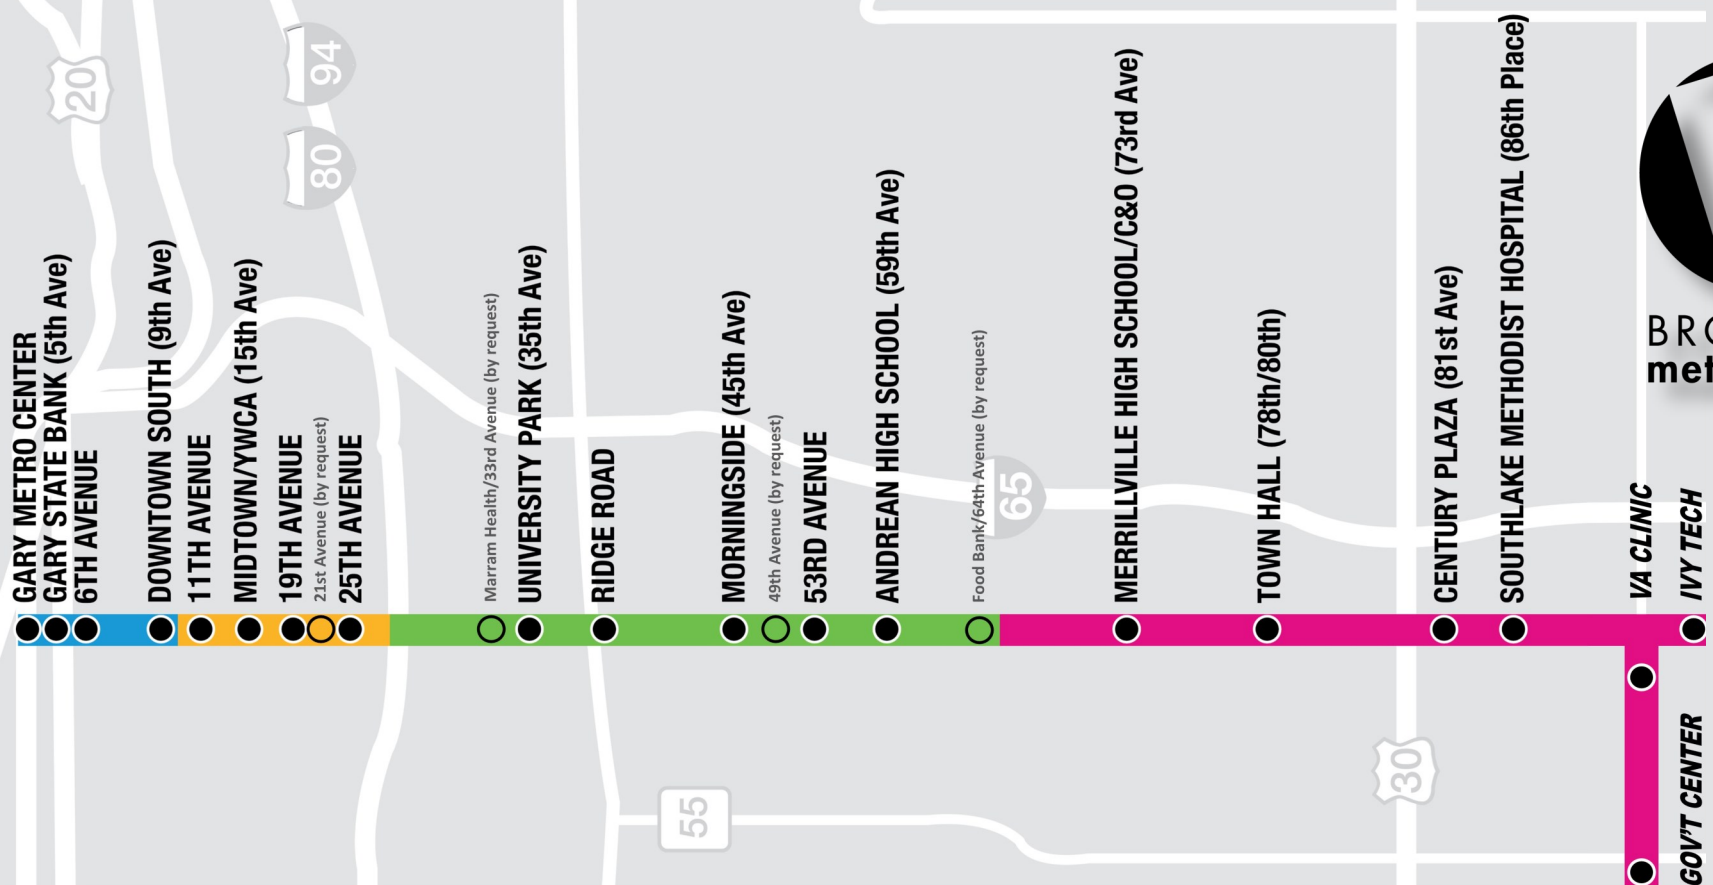 20
94
80
GARY METRO CENTER
GARY STATE BANK (5th Ave)
6TH AVENUE
DOWNTOWN SOUTH (9th Ave)
11TH AVENUE
MIDTOWN/YWCA (15th Ave)
19TH AVENUE
21st Avenue (by request)
25TH AVENUE
Marram Health/33rd Avenue (by request)
UNIVERSITY PARK (35th Ave)
RIDGE ROAD
MORNINGSIDE (45th Ave)
49th Avenue (by request)
53RD AVENUE
ANDREAN HIGH SCHOOL (59th Ave)
Food Bank/64th Avenue (by request)
65
MERRILLVILLE HIGH SCHOOL/C&O (73rd Ave)
TOWN HALL (78th/80th)
CENTURY PLAZA (81st Ave)
SOUTHLAKE METHODIST HOSPITAL (86th Place)
VA CLINIC
IVY TECH
GOV'T CENTER
55
30